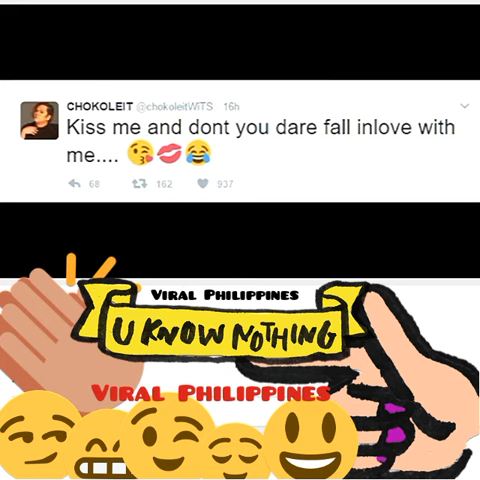 CHOKOLEIT @chokoleitWITS 16h
Kiss me and dont you dare fall inlove with
me.... 😘💋😂
68 162 937
VIRAL PHILIPPINES
U KNOW NOTHING
VIRAL PHILIPPINES